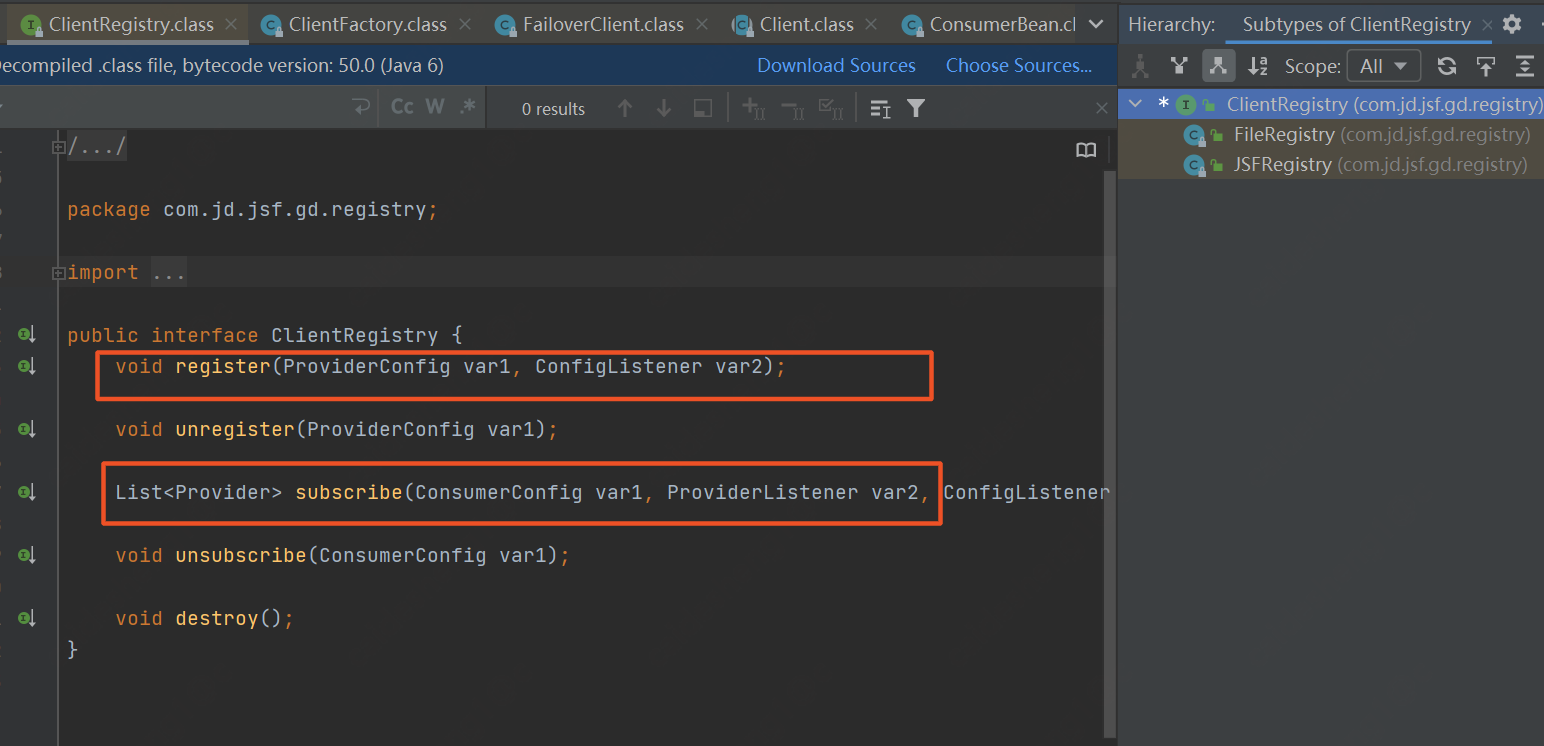 ClientRegistry.class ClientFactory.class FailoverClient.class Client.class ConsumerBean.cl
Hierarchy: Subtypes of ClientRegistry
ecompiled .class file, bytecode version: 50.0 (Java 6) Download Sources Choose Sources...
Scope: All
Cc W .* 0 results
ClientRegistry (com.jd.jsf.gd.registry)
FileRegistry (com.jd.jsf.gd.registry)
JSFRegistry (com.jd.jsf.gd.registry)
/.../
package com.jd.jsf.gd.registry;
import ...
public interface ClientRegistry {
void register(ProviderConfig var1, ConfigListener var2);
void unregister(ProviderConfig var1);
List<Provider> subscribe(ConsumerConfig var1, ProviderListener var2, ConfigListener
void unsubscribe(ConsumerConfig var1);
void destroy();
}